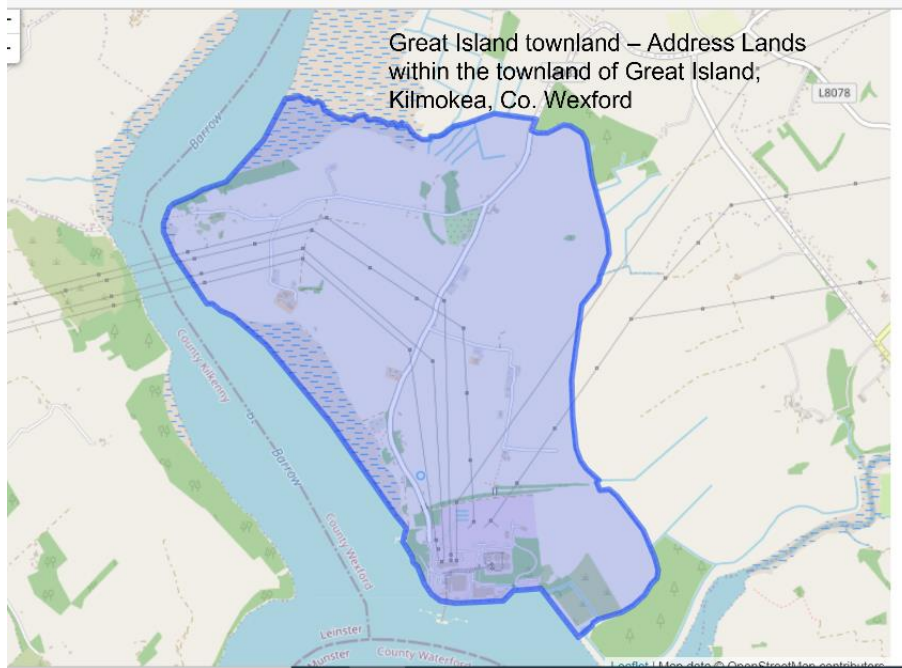 Great Island townland – Address Lands
within the townland of Great Island;
Kilmokea, Co. Wexford
L8078
Barrow
County Kilkenny
Barrow
County Wexford
Leinster
Munster
County Waterford
Leaflet | Map data © OpenStreetMap contributors